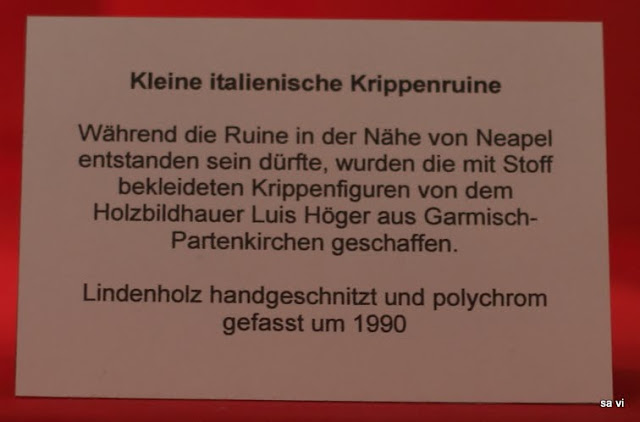 Kleine italienische Krippenruine
Während die Ruine in der Nähe von Neapel
entstanden sein dürfte, wurden die mit Stoff
bekleideten Krippenfiguren von dem
Holzbildhauer Luis Höger aus Garmisch-
Partenkirchen geschaffen.
Lindenholz handgeschnitzt und polychrom
gefasst um 1990
sa vi